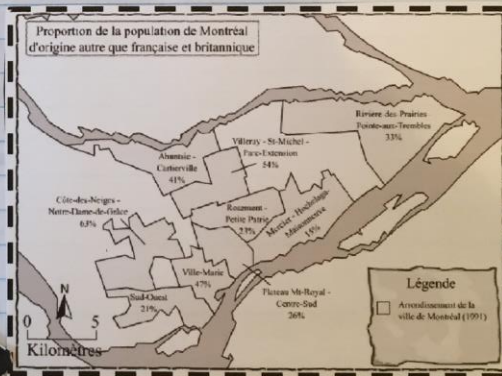 Proportion de la population de Montréal
d'origine autre que française et britannique
Rivière des Prairies
Pointe-aux-Trembles
33%
Villeray - St-Michel -
Parc-Extension
54%
Ahuntsic -
Cartierville
41%
Côte-des-Neiges -
Notre-Dame-de-Grâce
63%
Rosemont -
Petite Patrie
23%
Mercier - Hochelaga-
Maisonneuve
15%
Ville-Marie
47%
Plateau Mt-Royal -
Centre-Sud
26%
Sud-Ouest
21%
N
0 5
Kilomètres
Légende
Arrondissement de la
ville de Montréal (1991)